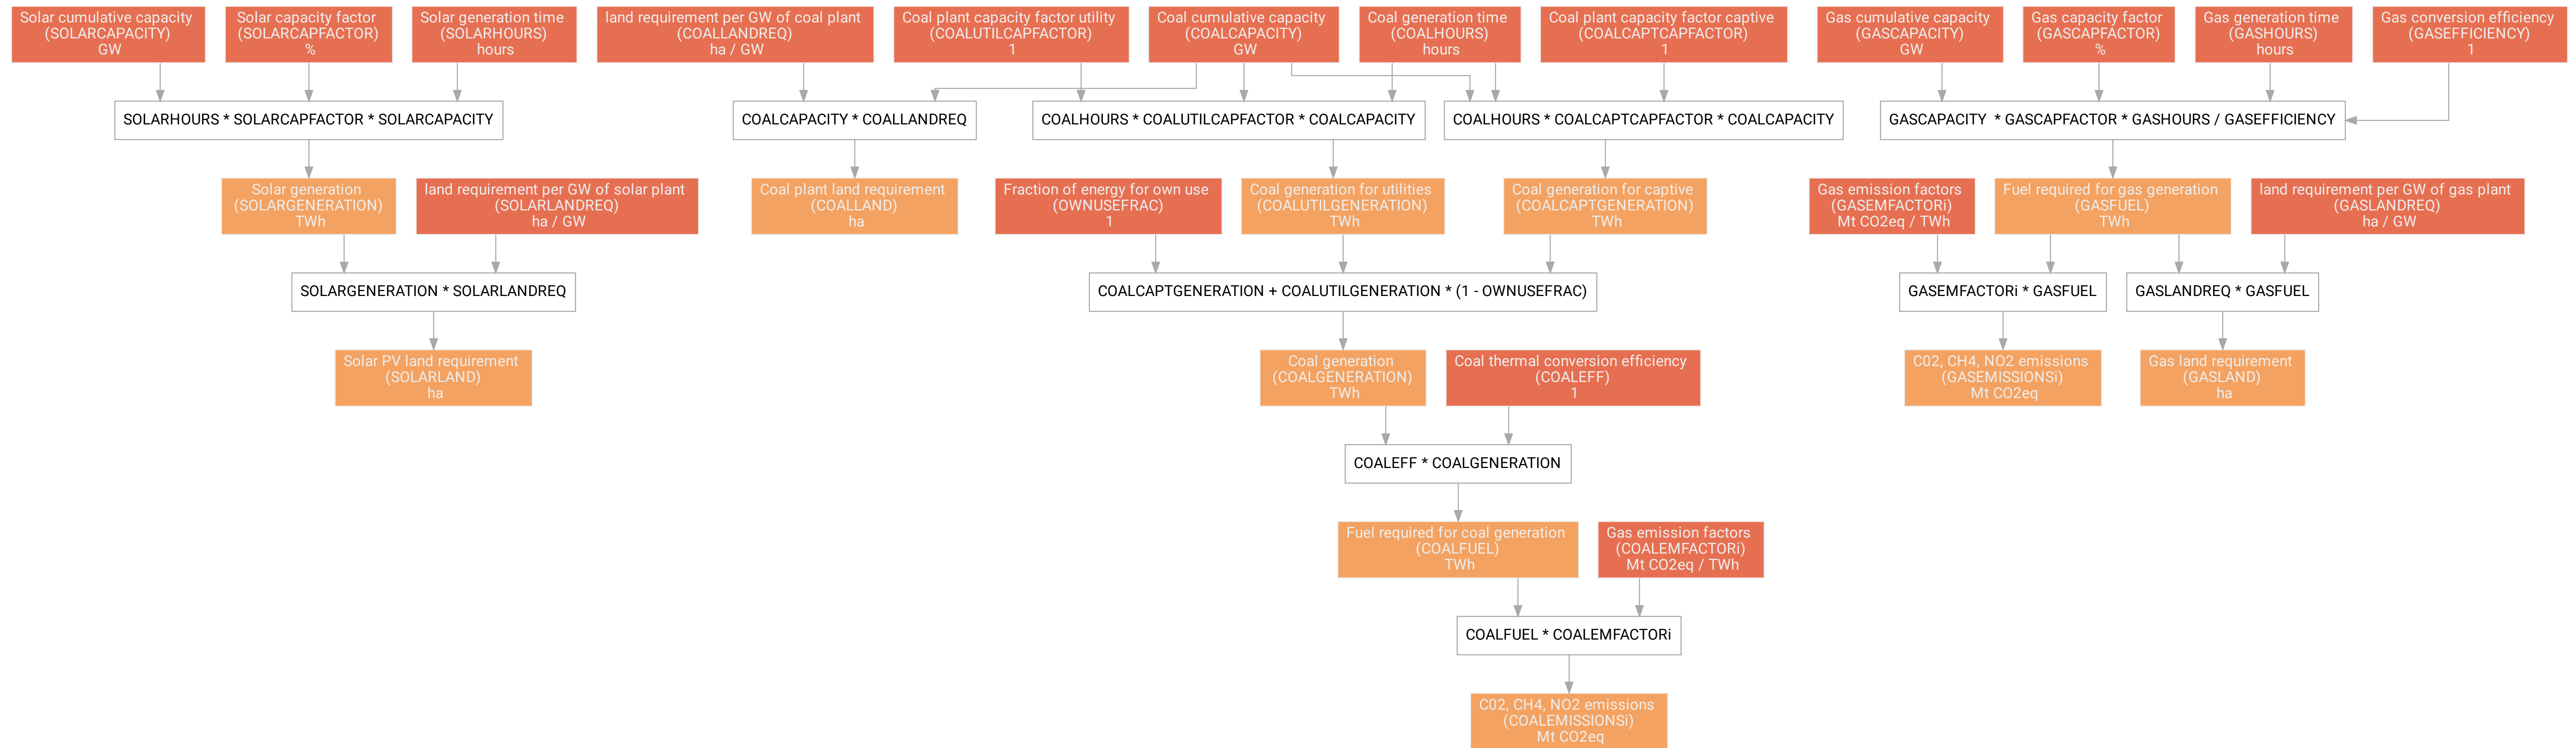 Solar cumulative capacity
(SOLARCAPACITY)
GW
Solar capacity factor
(SOLARCAPFACTOR)
%
Solar generation time
(SOLARHOURS)
hours
land requirement per GW of coal plant
(COALLANDREQ)
ha / GW
Coal plant capacity factor utility
(COALUTILCAPFACTOR)
1
Coal cumulative capacity
(COALCAPACITY)
GW
Coal generation time
(COALHOURS)
hours
Coal plant capacity factor captive
(COALCAPTCAPFACTOR)
1
Gas cumulative capacity
(GASCAPACITY)
GW
Gas capacity factor
(GASCAPFACTOR)
%
Gas generation time
(GASHOURS)
hours
Gas conversion efficiency
(GASEFFICIENCY)
1
SOLARHOURS * SOLARCAPFACTOR * SOLARCAPACITY
COALCAPACITY * COALLANDREQ
COALHOURS * COALUTILCAPFACTOR * COALCAPACITY
COALHOURS * COALCAPTCAPFACTOR * COALCAPACITY
GASCAPACITY  * GASCAPFACTOR * GASHOURS / GASEFFICIENCY
Solar generation
(SOLARGENERATION)
TWh
land requirement per GW of solar plant
(SOLARLANDREQ)
ha / GW
Coal plant land requirement
(COALLAND)
ha
Fraction of energy for own use
(OWNUSEFRAC)
1
Coal generation for utilities
(COALUTILGENERATION)
TWh
Coal generation for captive
(COALCAPTGENERATION)
TWh
Gas emission factors
(GASEMFACTORi)
Mt CO2eq / TWh
Fuel required for gas generation
(GASFUEL)
TWh
land requirement per GW of gas plant
(GASLANDREQ)
ha / GW
SOLARGENERATION * SOLARLANDREQ
COALCAPTGENERATION + COALUTILGENERATION * (1 - OWNUSEFRAC)
GASEMFACTORi * GASFUEL
GASLANDREQ * GASFUEL
Solar PV land requirement
(SOLARLAND)
ha
Coal generation
(COALGENERATION)
TWh
Coal thermal conversion efficiency
(COALEFF)
1
C02, CH4, NO2 emissions
(GASEMISSIONSi)
Mt CO2eq
Gas land requirement
(GASLAND)
ha
COALEFF * COALGENERATION
Fuel required for coal generation
(COALFUEL)
TWh
Gas emission factors
(COALEMFACTORi)
Mt CO2eq / TWh
COALFUEL * COALEMFACTORi
C02, CH4, NO2 emissions
(COALEMISSIONSi)
Mt CO2eq